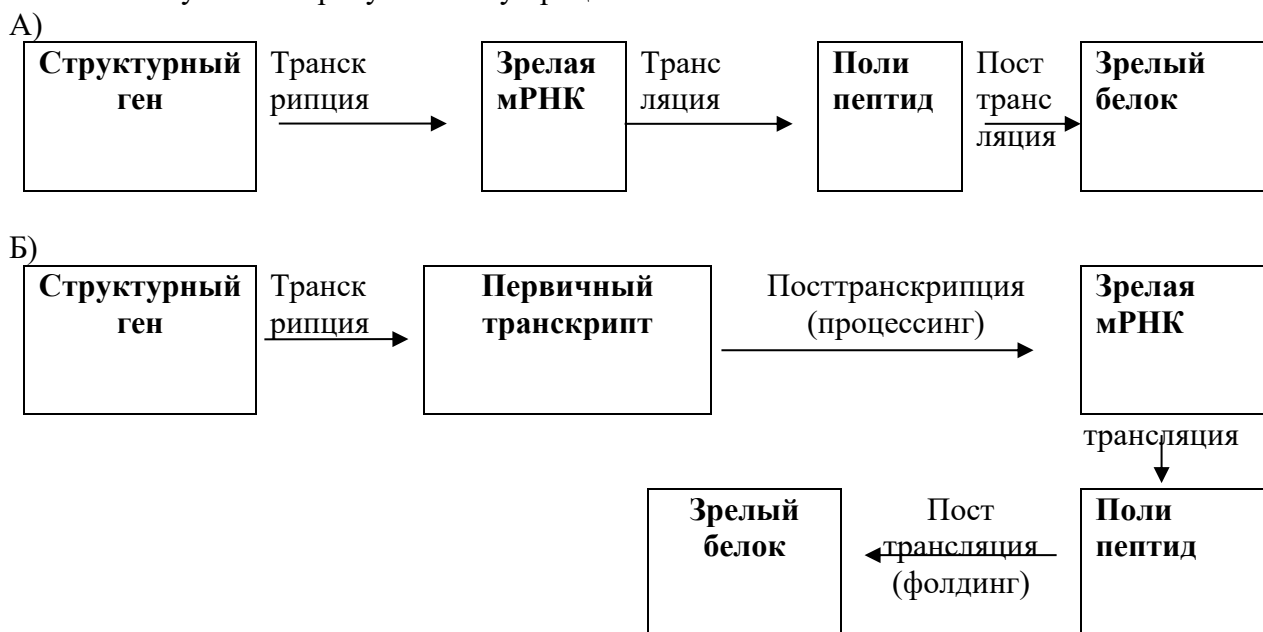 А)
Структурный ген
Транск
рипция
Зрелая
мРНК
Транс
ляция
Поли
пептид
Пост
транс
ляция
Зрелый
белок
Б)
Структурный
ген
Транск
рипция
Первичный
транскрипт
Посттранскрипция
(процессинг)
Зрелая
мРНК
трансляция
Поли
пептид
Пост
трансляция
(фолдинг)
Зрелый
белок